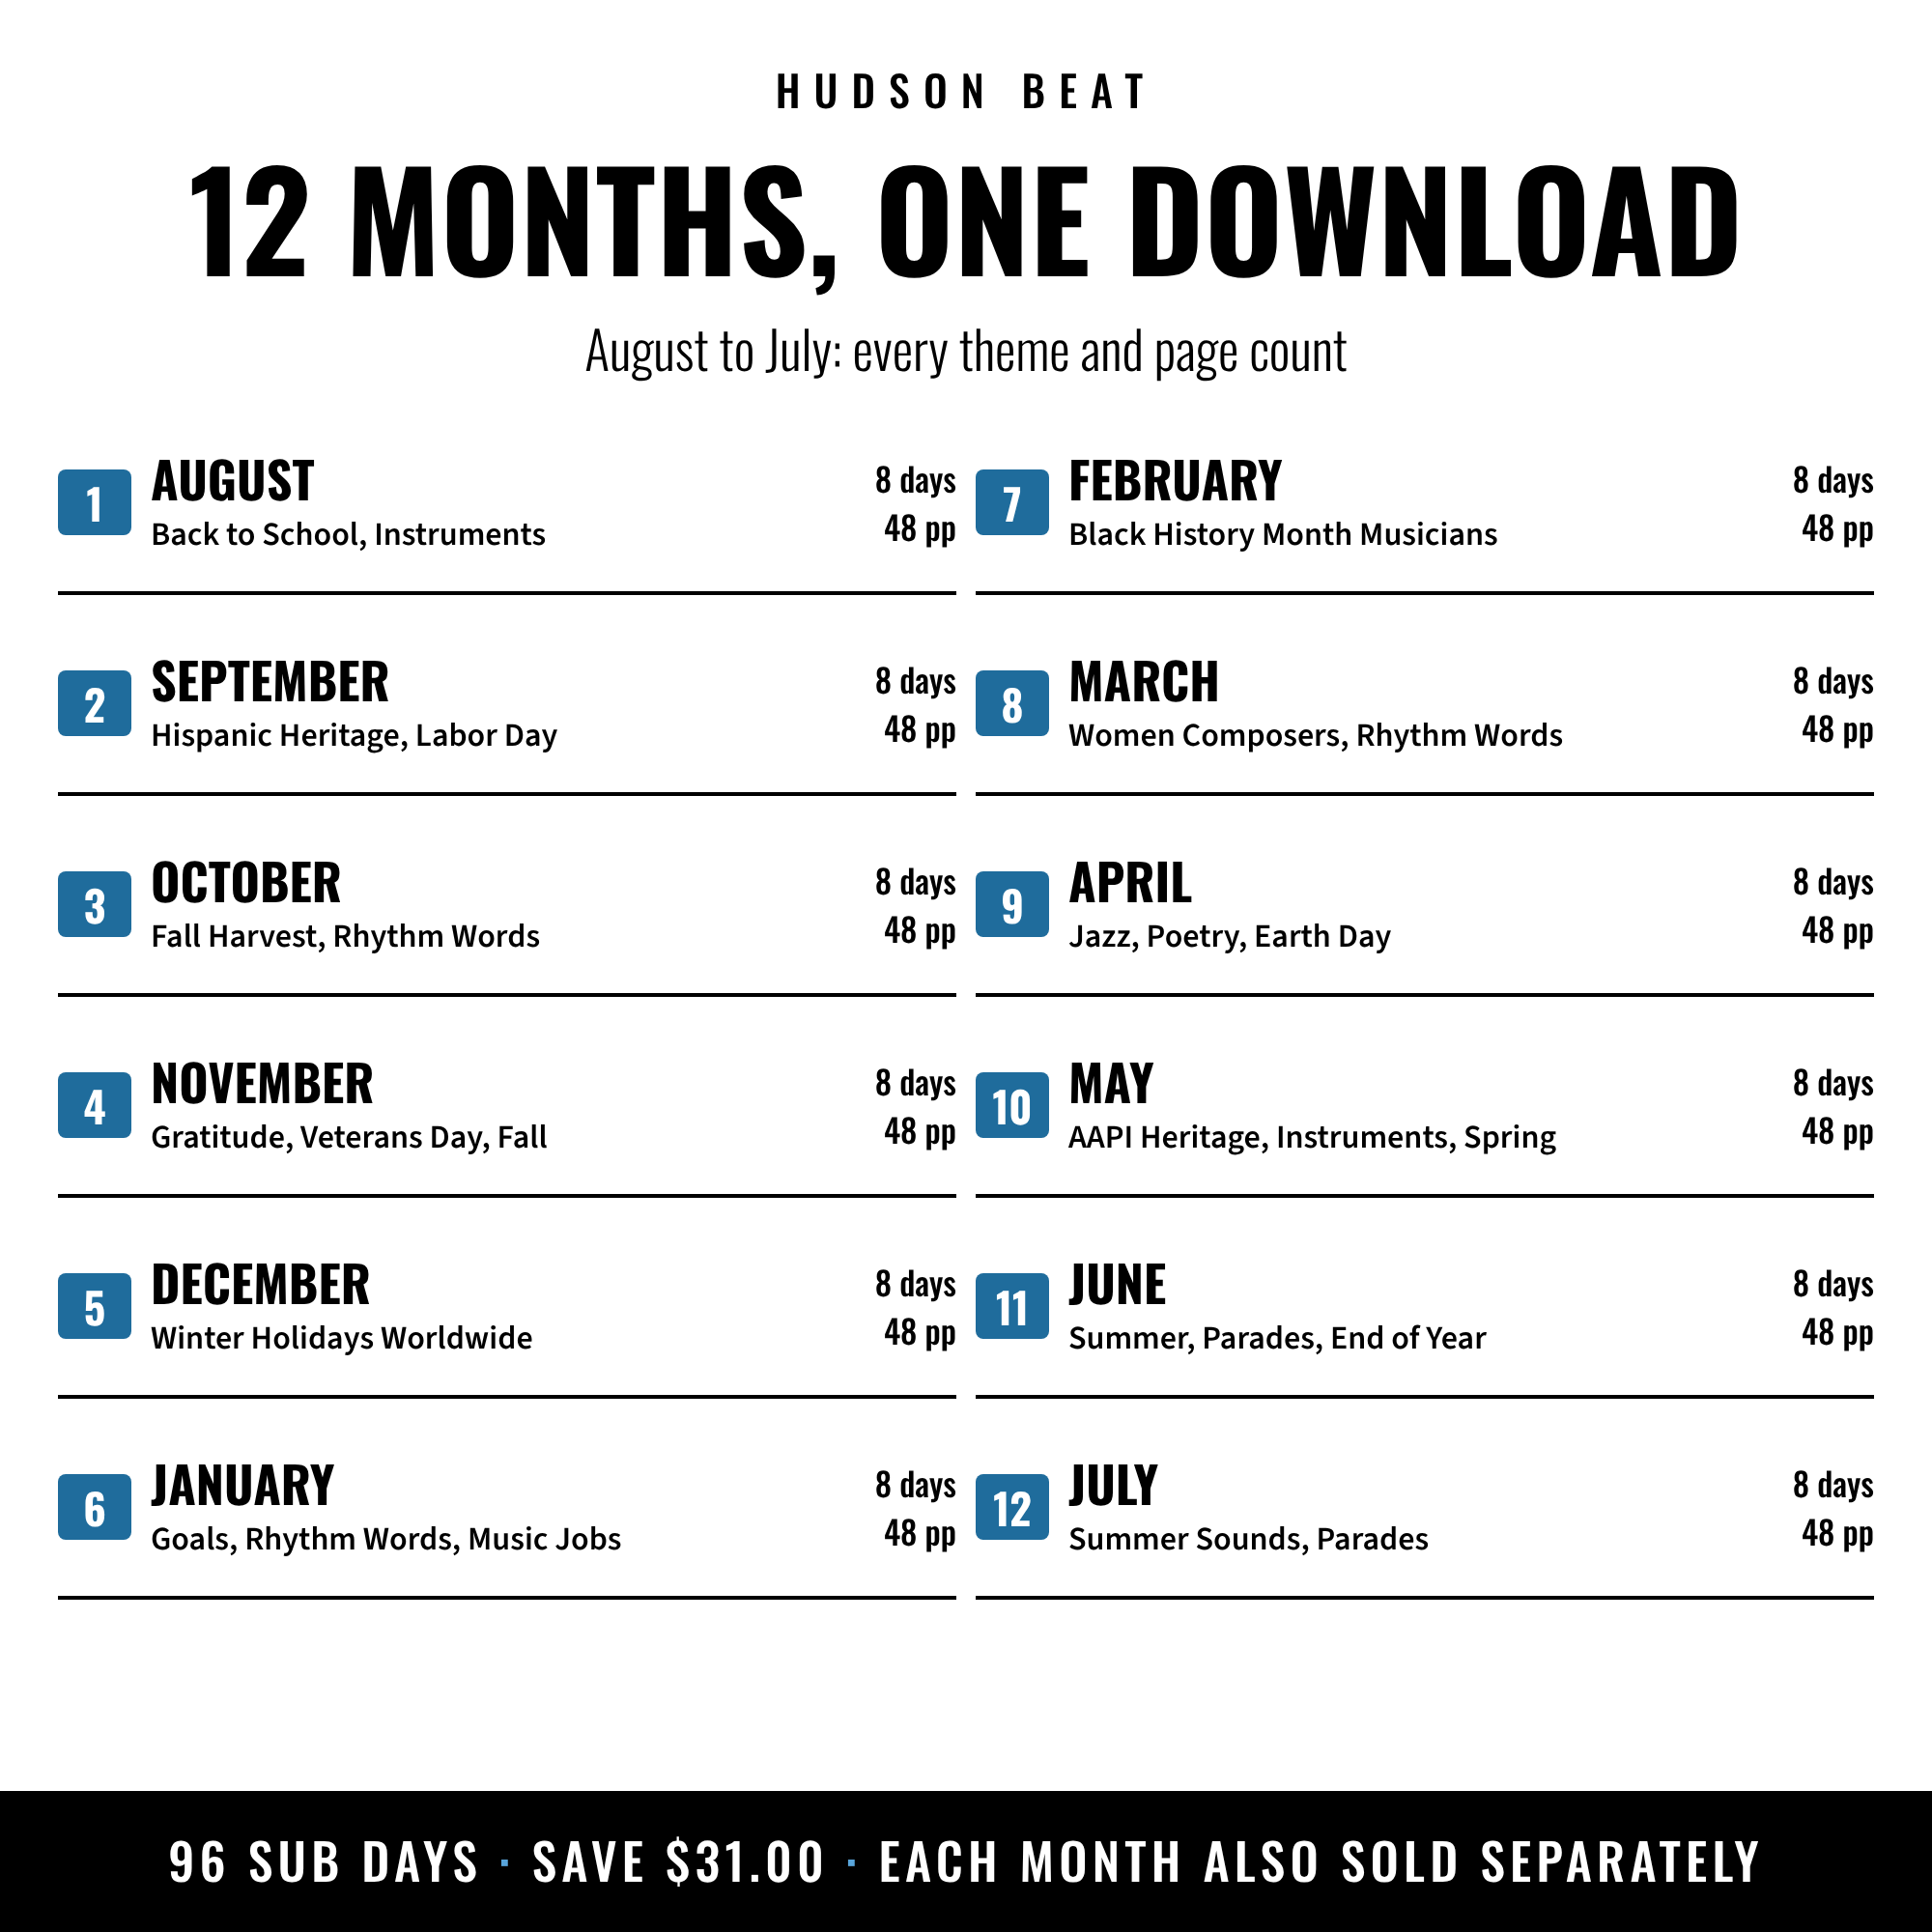 HUDSON BEAT
12 MONTHS, ONE DOWNLOAD
August to July: every theme and page count
1
AUGUST
Back to School, Instruments
8 days
48 pp
2
SEPTEMBER
Hispanic Heritage, Labor Day
8 days
48 pp
3
OCTOBER
Fall Harvest, Rhythm Words
8 days
48 pp
4
NOVEMBER
Gratitude, Veterans Day, Fall
8 days
48 pp
5
DECEMBER
Winter Holidays Worldwide
8 days
48 pp
6
JANUARY
Goals, Rhythm Words, Music Jobs
8 days
48 pp
7
FEBRUARY
Black History Month Musicians
8 days
48 pp
8
MARCH
Women Composers, Rhythm Words
8 days
48 pp
9
APRIL
Jazz, Poetry, Earth Day
8 days
48 pp
10
MAY
AAPI Heritage, Instruments, Spring
8 days
48 pp
11
JUNE
Summer, Parades, End of Year
8 days
48 pp
12
JULY
Summer Sounds, Parades
8 days
48 pp
96 SUB DAYS · SAVE $31.00 · EACH MONTH ALSO SOLD SEPARATELY